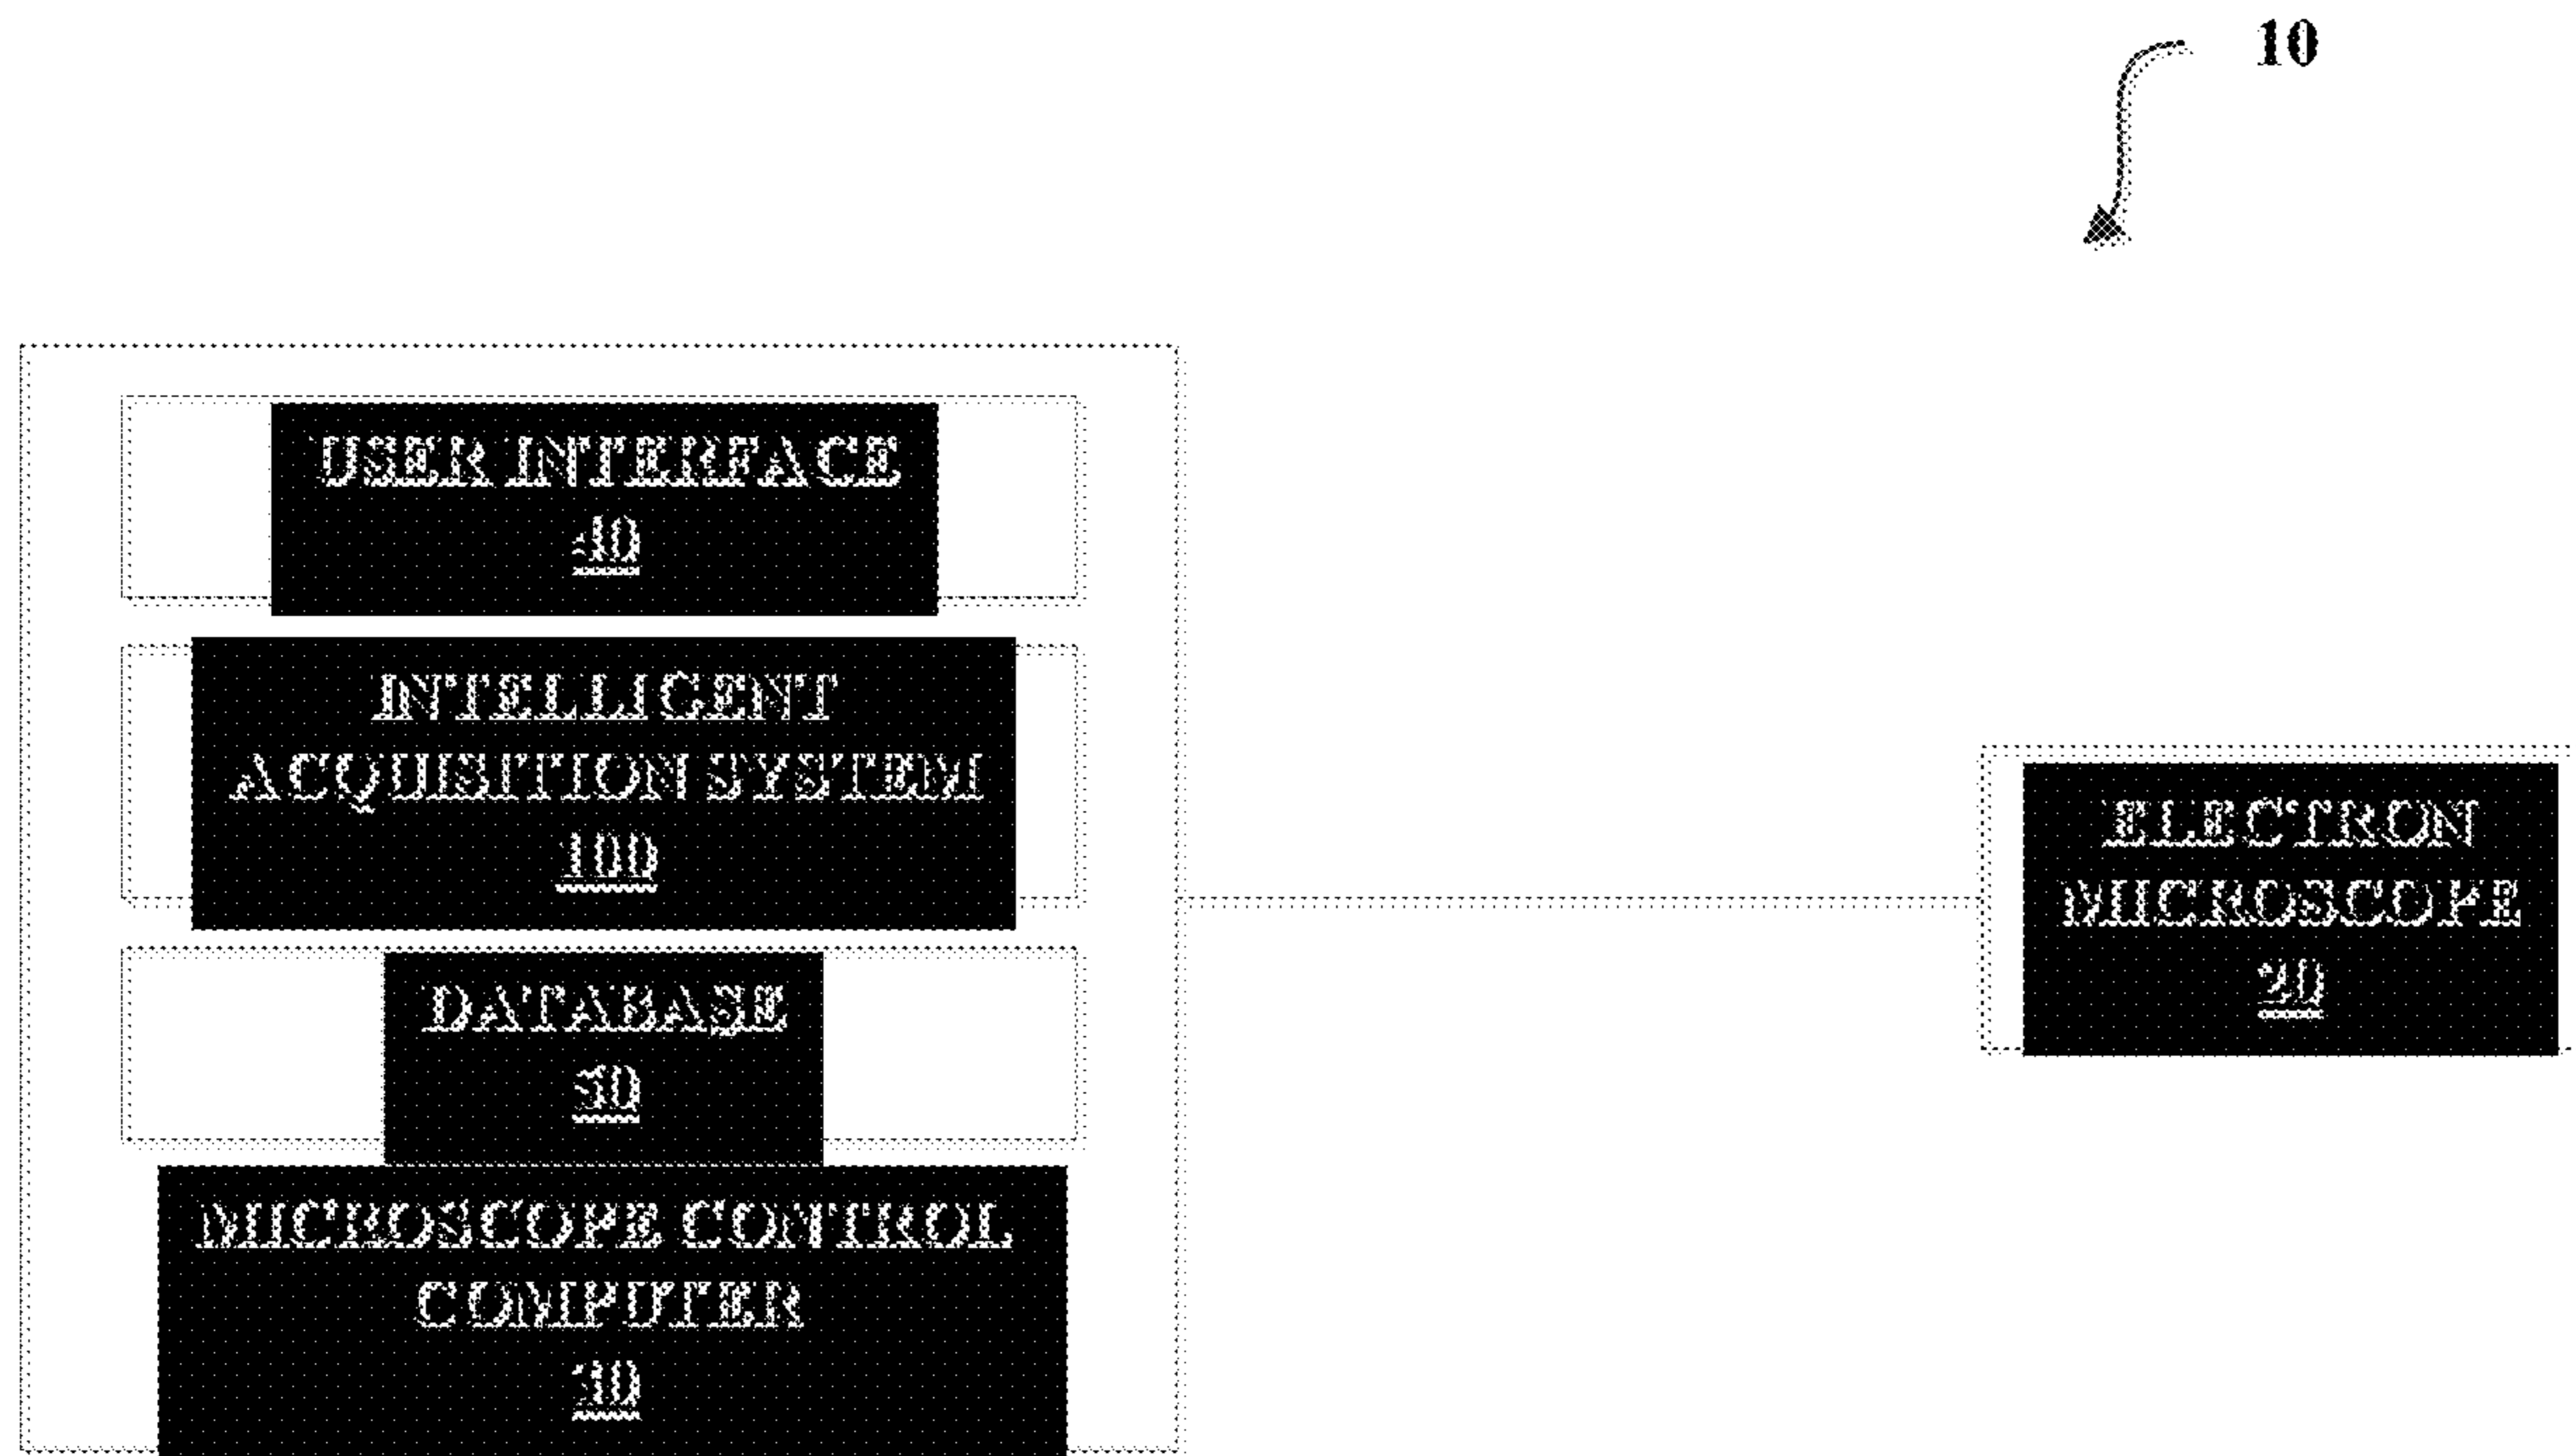 10
USER INTERFACE
40
INTELLIGENT
ACQUISITION SYSTEM
100
DATABASE
50
MICROSCOPE CONTROL
COMPUTER
30
ELECTRON
MICROSCOPE
20